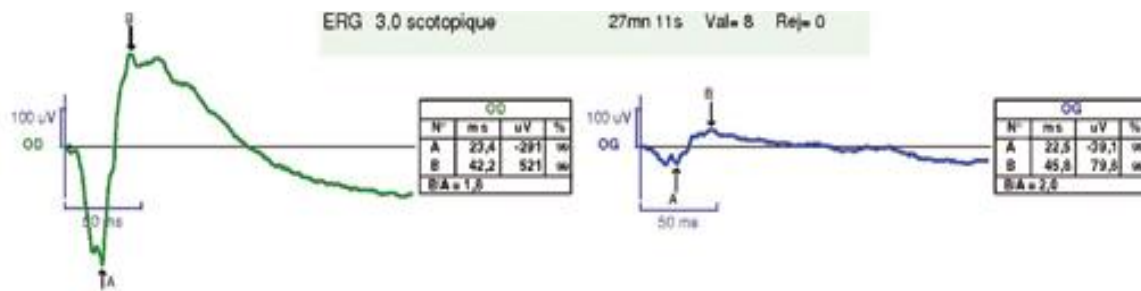 ERG 3.0 scotopique 27mn 11s Val= 8 Rej= 0
B
100 uV
OD
A
50 ms
OD
N° ms uV %
A 23,4 -291 ∞
B 42,2 521 ∞
B/A = 1,8
B
100 uV
OG
A
50 ms
OG
N° ms uV %
A 22,5 -39,1 ∞
B 45,8 79,6 ∞
B/A = 2,0